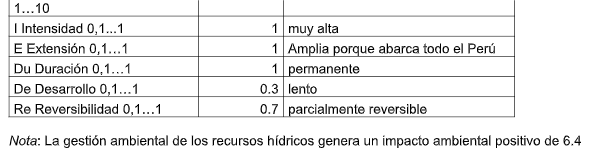 1…10
I Intensidad 0,1...1 1 muy alta
E Extensión 0,1…1 1 Amplia porque abarca todo el Perú
Du Duración 0,1…1 1 permanente
De Desarrollo 0,1…1 0.3 lento
Re Reversibilidad 0,1…1 0.7 parcialmente reversible
Nota: La gestión ambiental de los recursos hídricos genera un impacto ambiental positivo de 6.4